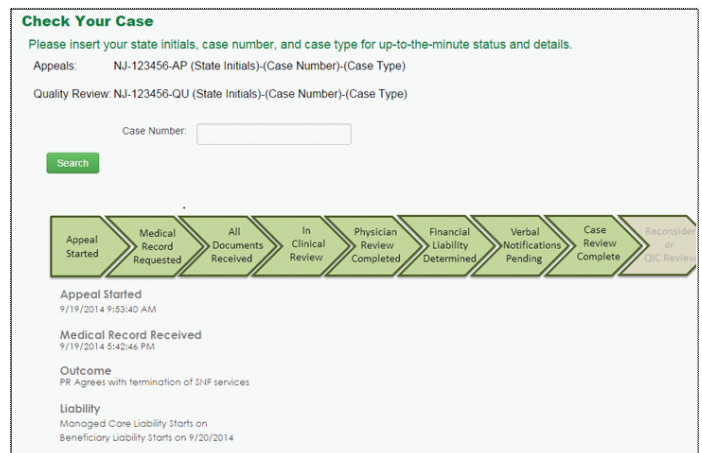 Check Your Case
Please insert your state initials, case number, and case type for up-to-the-minute status and details.
Appeals: NJ-123456-AP (State Initials)-(Case Number)-(Case Type)
Quality Review: NJ-123456-QU (State Initials)-(Case Number)-(Case Type)
Case Number:
Search
Appeal
Started
Medical
Record
Requested
All
Documents
Received
In
Clinical
Review
Physician
Review
Completed
Financial
Liability
Determined
Verbal
Notifications
Pending
Case
Review
Complete
Reconsider
or
QIC Review
Appeal Started
9/19/2014 9:53:40 AM
Medical Record Received
9/19/2014 5:42:46 PM
Outcome
PR Agrees with termination of SNF services
Liability
Managed Care Liability Starts on
Beneficiary Liability Starts on 9/20/2014